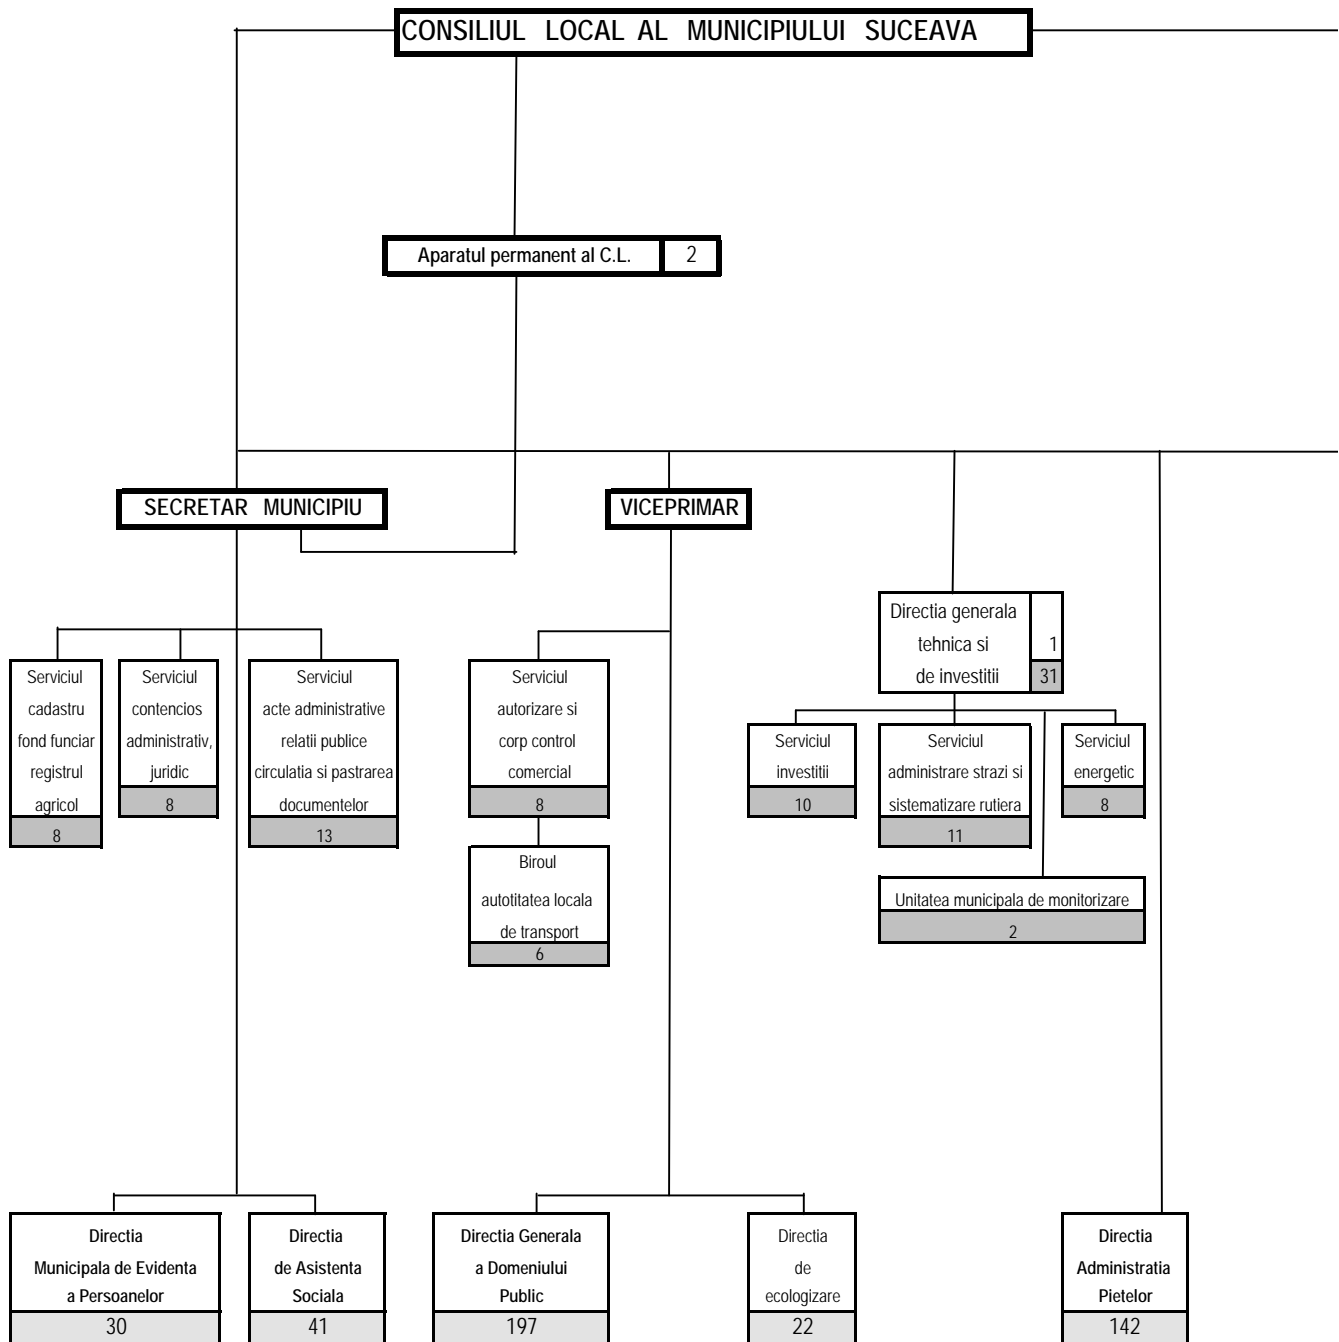 CONSILIUL LOCAL AL MUNICIPIULUI SUCEAVA
Aparatul permanent al C.L. 2
SECRETAR MUNICIPIU
VICEPRIMAR
Serviciul
cadastru
fond funciar
registrul
agricol
8
Serviciul
contencios
administrativ,
juridic
8
Serviciul
acte administrative
relatii publice
circulatia si pastrarea
documentelor
13
Serviciul
autorizare si
corp control
comercial
8
Biroul
autotitatea locala
de transport
6
Directia generala
tehnica si 1
de investitii 31
Serviciul
investitii
10
Serviciul
administrare strazi si
sistematizare rutiera
11
Serviciul
energetic
8
Unitatea municipala de monitorizare
2
Directia
Municipala de Evidenta
a Persoanelor
30
Directia
de Asistenta
Sociala
41
Directia Generala
a Domeniului
Public
197
Directia
de
ecologizare
22
Directia
Administratia
Pietelor
142